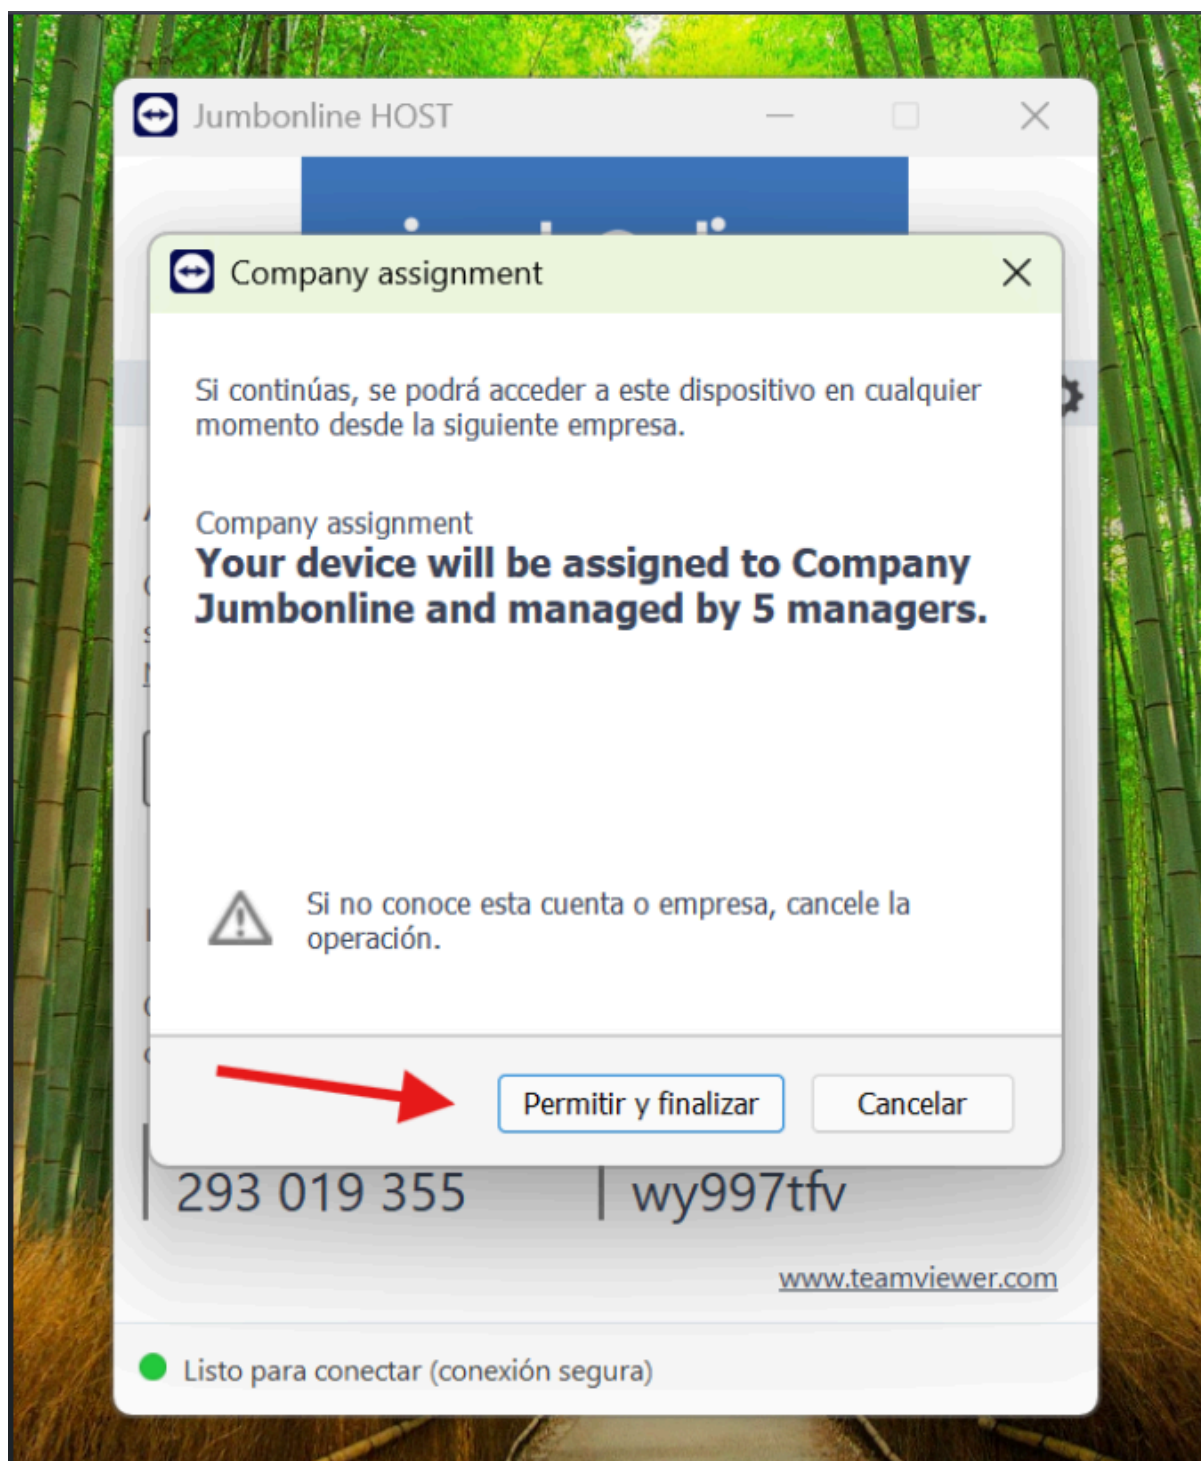 Jumbonline HOST
Company assignment
Si continúas, se podrá acceder a este dispositivo en cualquier
momento desde la siguiente empresa.
Company assignment
Your device will be assigned to Company
Jumbonline and managed by 5 managers.
Si no conoce esta cuenta o empresa, cancele la
operación.
Permitir y finalizar
Cancelar
293 019 355
wy997tfv
www.teamviewer.com
Listo para conectar (conexión segura)